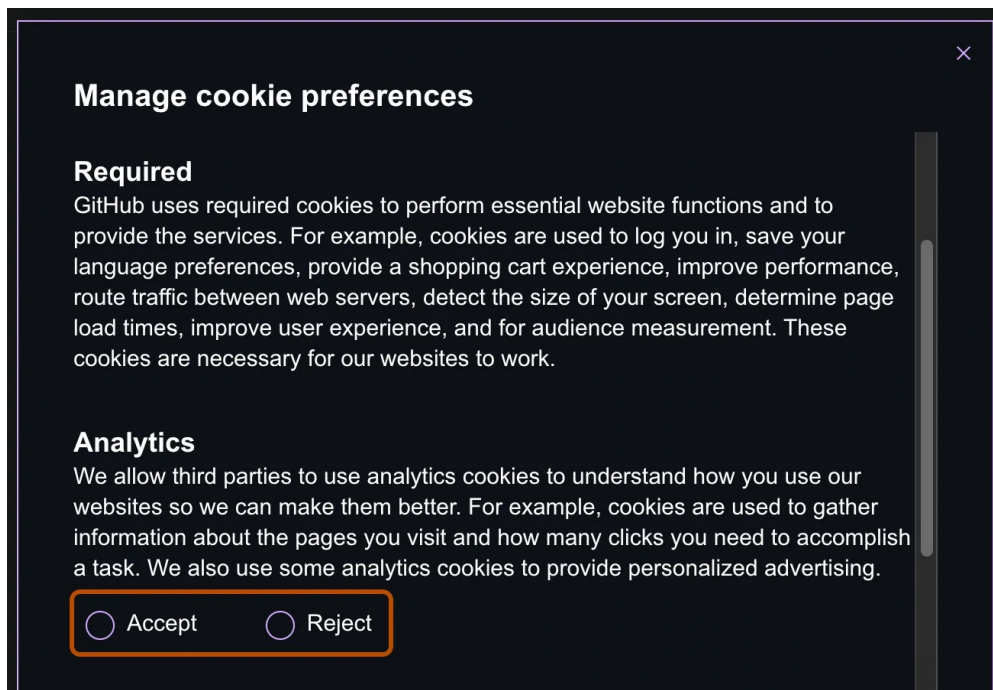 Manage cookie preferences
Required
GitHub uses required cookies to perform essential website functions and to
provide the services. For example, cookies are used to log you in, save your
language preferences, provide a shopping cart experience, improve performance,
route traffic between web servers, detect the size of your screen, determine page
load times, improve user experience, and for audience measurement. These
cookies are necessary for our websites to work.
Analytics
We allow third parties to use analytics cookies to understand how you use our
websites so we can make them better. For example, cookies are used to gather
information about the pages you visit and how many clicks you need to accomplish
a task. We also use some analytics cookies to provide personalized advertising.
Accept Reject